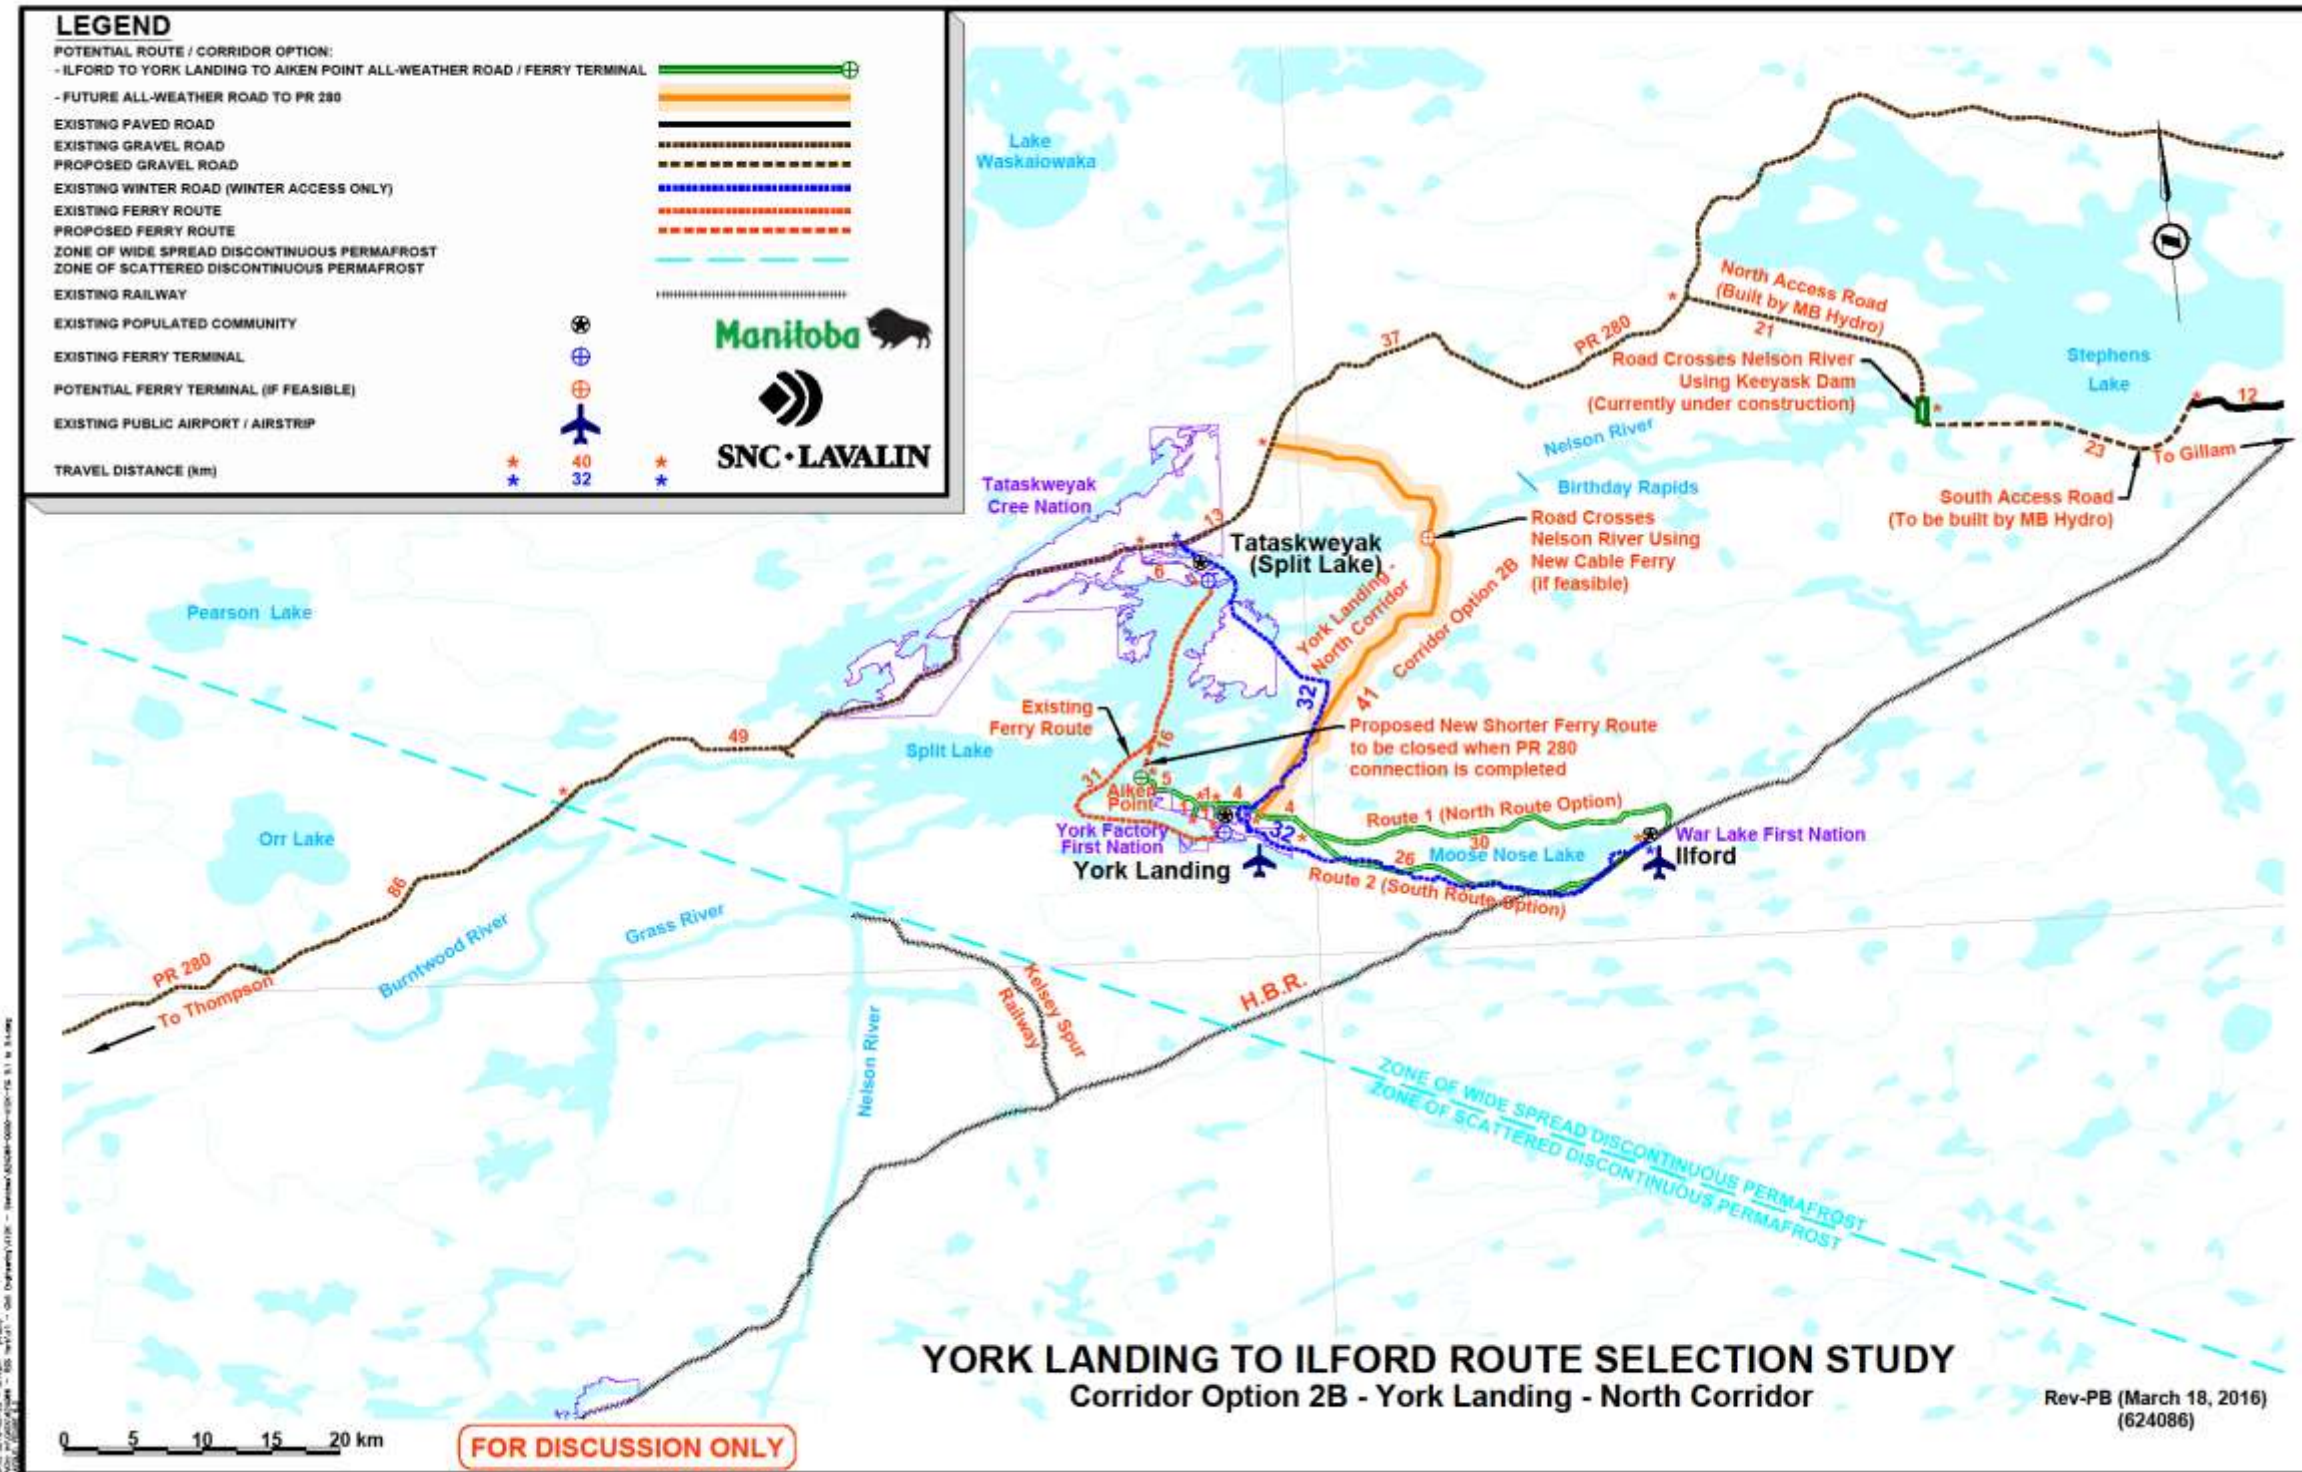 LEGEND
POTENTIAL ROUTE / CORRIDOR OPTION:
- ILFORD TO YORK LANDING TO AIKEN POINT ALL-WEATHER ROAD / FERRY TERMINAL
- FUTURE ALL-WEATHER ROAD TO PR 280
EXISTING PAVED ROAD
EXISTING GRAVEL ROAD
PROPOSED GRAVEL ROAD
EXISTING WINTER ROAD (WINTER ACCESS ONLY)
EXISTING FERRY ROUTE
PROPOSED FERRY ROUTE
ZONE OF WIDE SPREAD DISCONTINUOUS PERMAFROST
ZONE OF SCATTERED DISCONTINUOUS PERMAFROST
EXISTING RAILWAY
EXISTING POPULATED COMMUNITY
EXISTING FERRY TERMINAL
POTENTIAL FERRY TERMINAL (IF FEASIBLE)
EXISTING PUBLIC AIRPORT / AIRSTRIP
TRAVEL DISTANCE (km)
* 40 *
* 32 *
Manitoba
SNC·LAVALIN
Lake
Waskaiowaka
North Access Road
(Built by MB Hydro)
21
PR 280
37
Road Crosses Nelson River
Using Keeyask Dam
(Currently under construction)
Stephens
Lake
12
23
To Gillam
South Access Road
(To be built by MB Hydro)
Nelson River
Birthday Rapids
Road Crosses
Nelson River Using
New Cable Ferry
(if feasible)
Tataskweyak
Cree Nation
13
Tataskweyak
(Split Lake)
6
York Landing -
North Corridor
Corridor Option 2B
32
41
Pearson Lake
49
Split Lake
Existing
Ferry Route
16
31
Proposed New Shorter Ferry Route
to be closed when PR 280
connection is completed
5
Aiken
Point
1
4
1
4
York Factory
First Nation
York Landing
32
Route 1 (North Route Option)
30
26
Moose Nose Lake
Route 2 (South Route Option)
War Lake First Nation
Ilford
Orr Lake
86
PR 280
To Thompson
Burntwood River
Grass River
Nelson River
Kelsey Spur
Railway
H.B.R.
ZONE OF WIDE SPREAD DISCONTINUOUS PERMAFROST
ZONE OF SCATTERED DISCONTINUOUS PERMAFROST
YORK LANDING TO ILFORD ROUTE SELECTION STUDY
Corridor Option 2B - York Landing - North Corridor
Rev-PB (March 18, 2016)
(624086)
0 5 10 15 20 km
FOR DISCUSSION ONLY